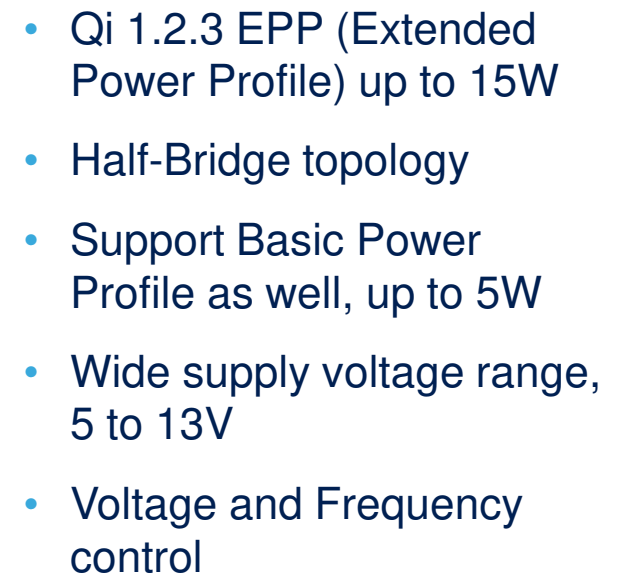 • Qi 1.2.3 EPP (Extended
Power Profile) up to 15W
• Half-Bridge topology
• Support Basic Power
Profile as well, up to 5W
• Wide supply voltage range,
5 to 13V
• Voltage and Frequency
control